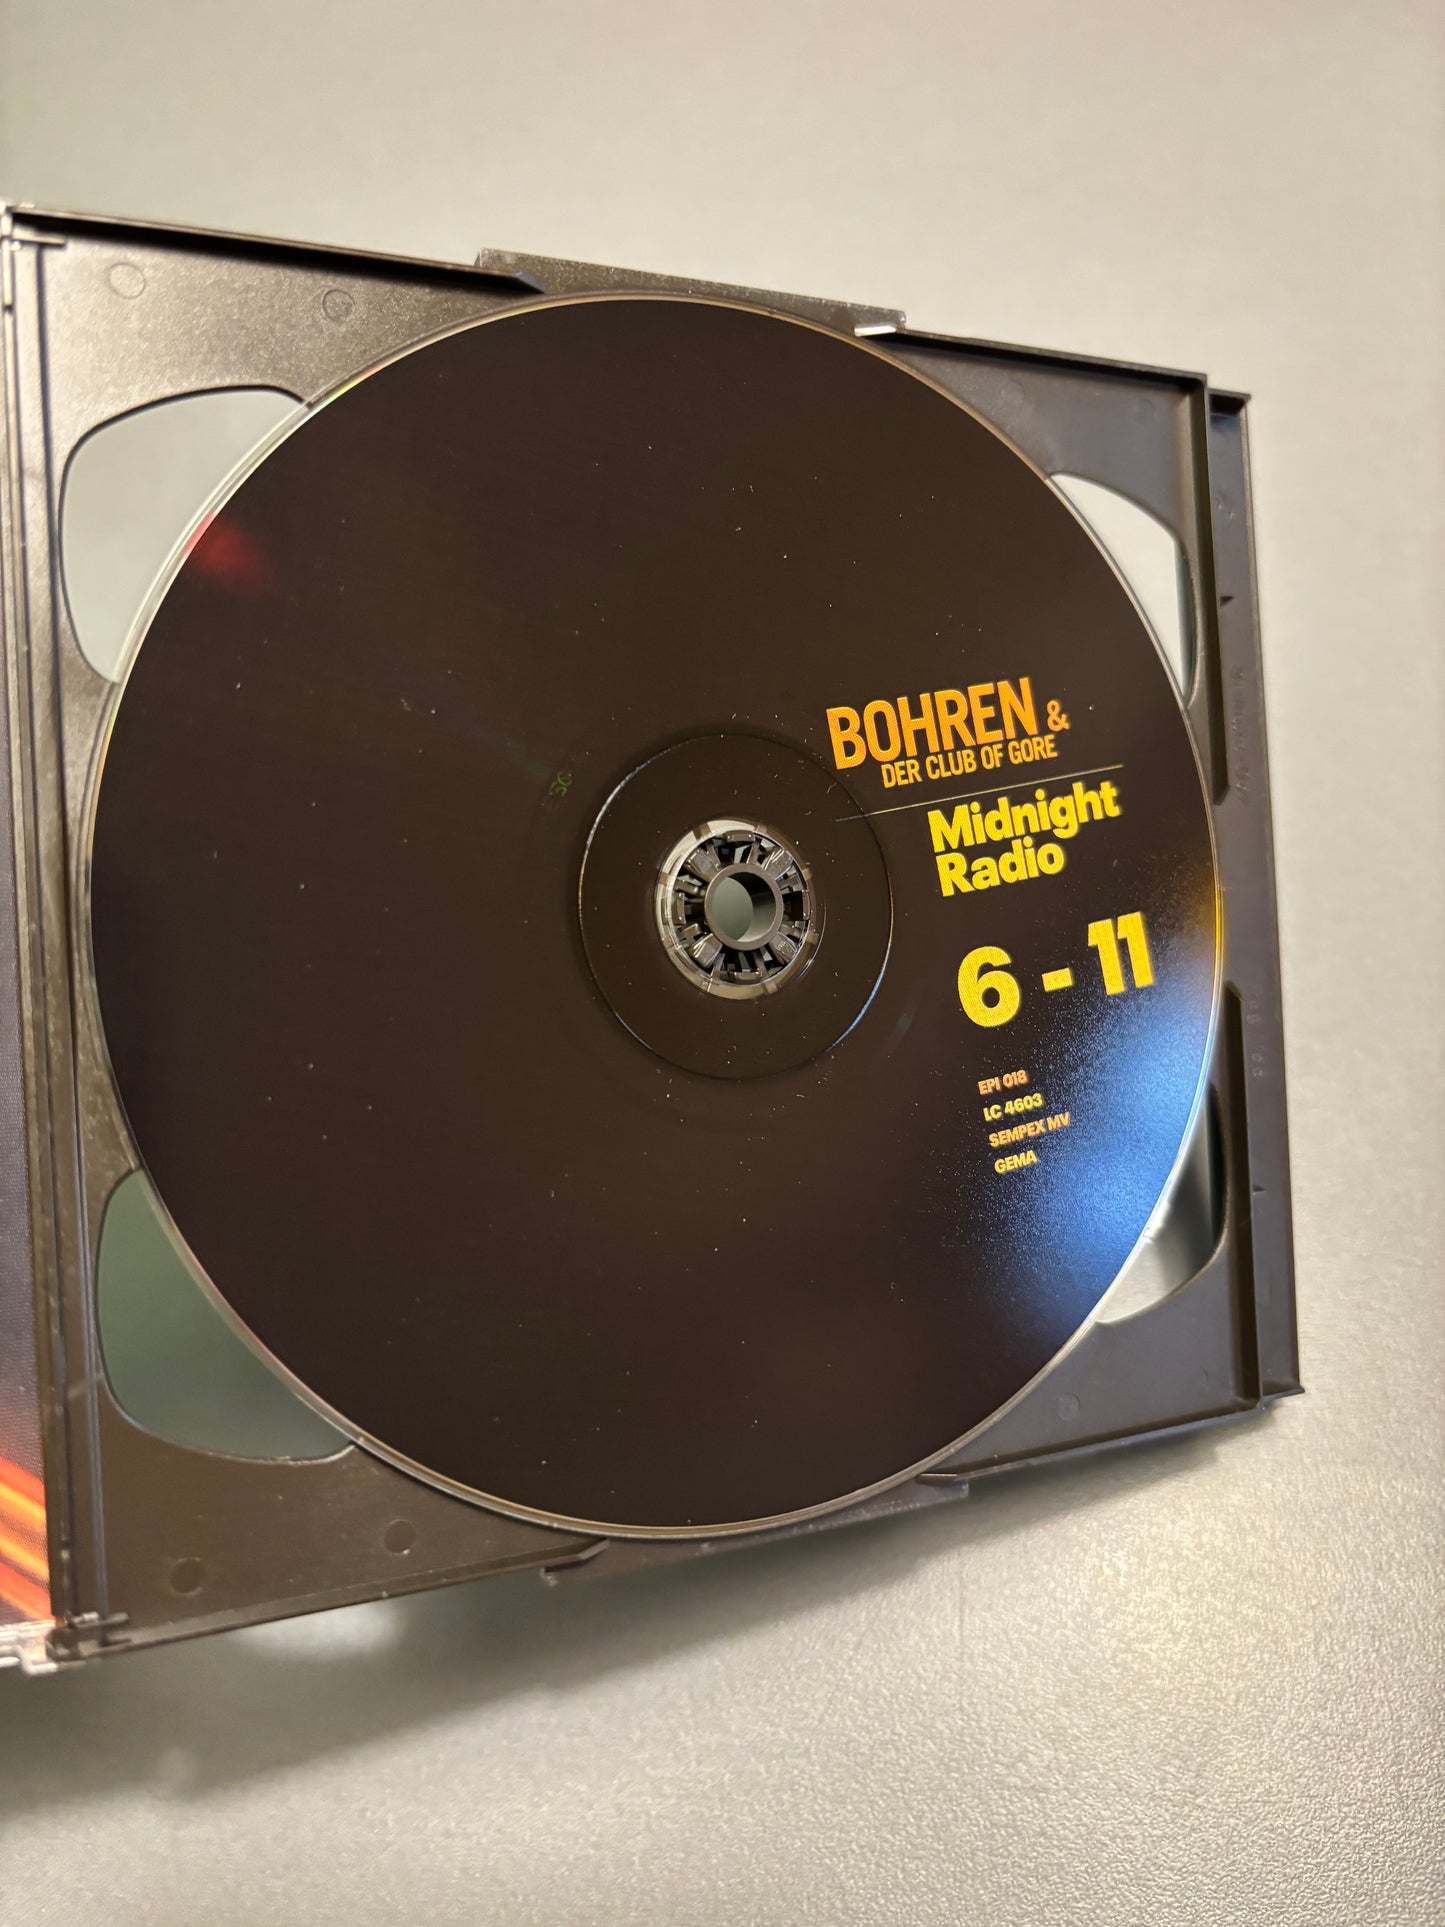 BOHREN &
DER CLUB OF GORE
Midnight
Radio
6 - 11
EPI 018
LC 4603
SEMPEX MV
GEMA